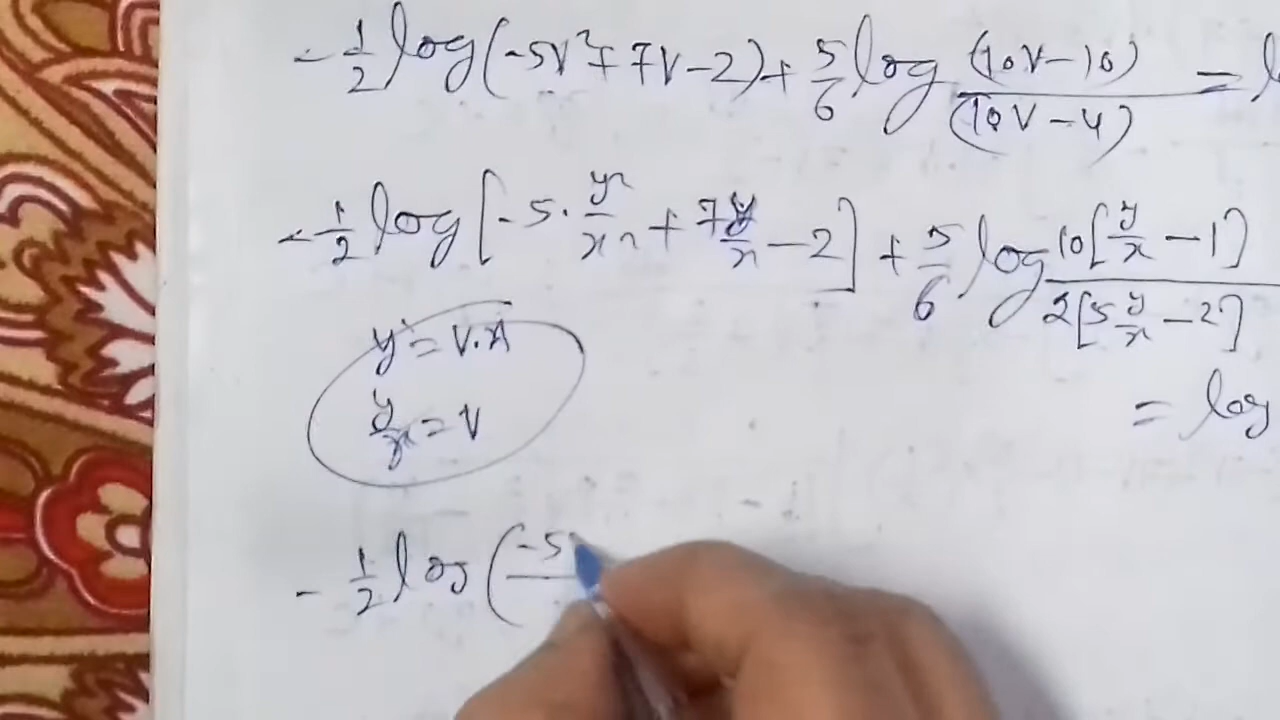 - 1/2 log(-5v²+7v-2) + 5/6 log (10v-10)/(10v-4) = l
- 1/2 log[-5. y²/x² + 7y/x - 2] + 5/6 log 10[y/x - 1]/2[5 y/x - 2]
= log
y = v.x
y/x = v
- 1/2 log(-5